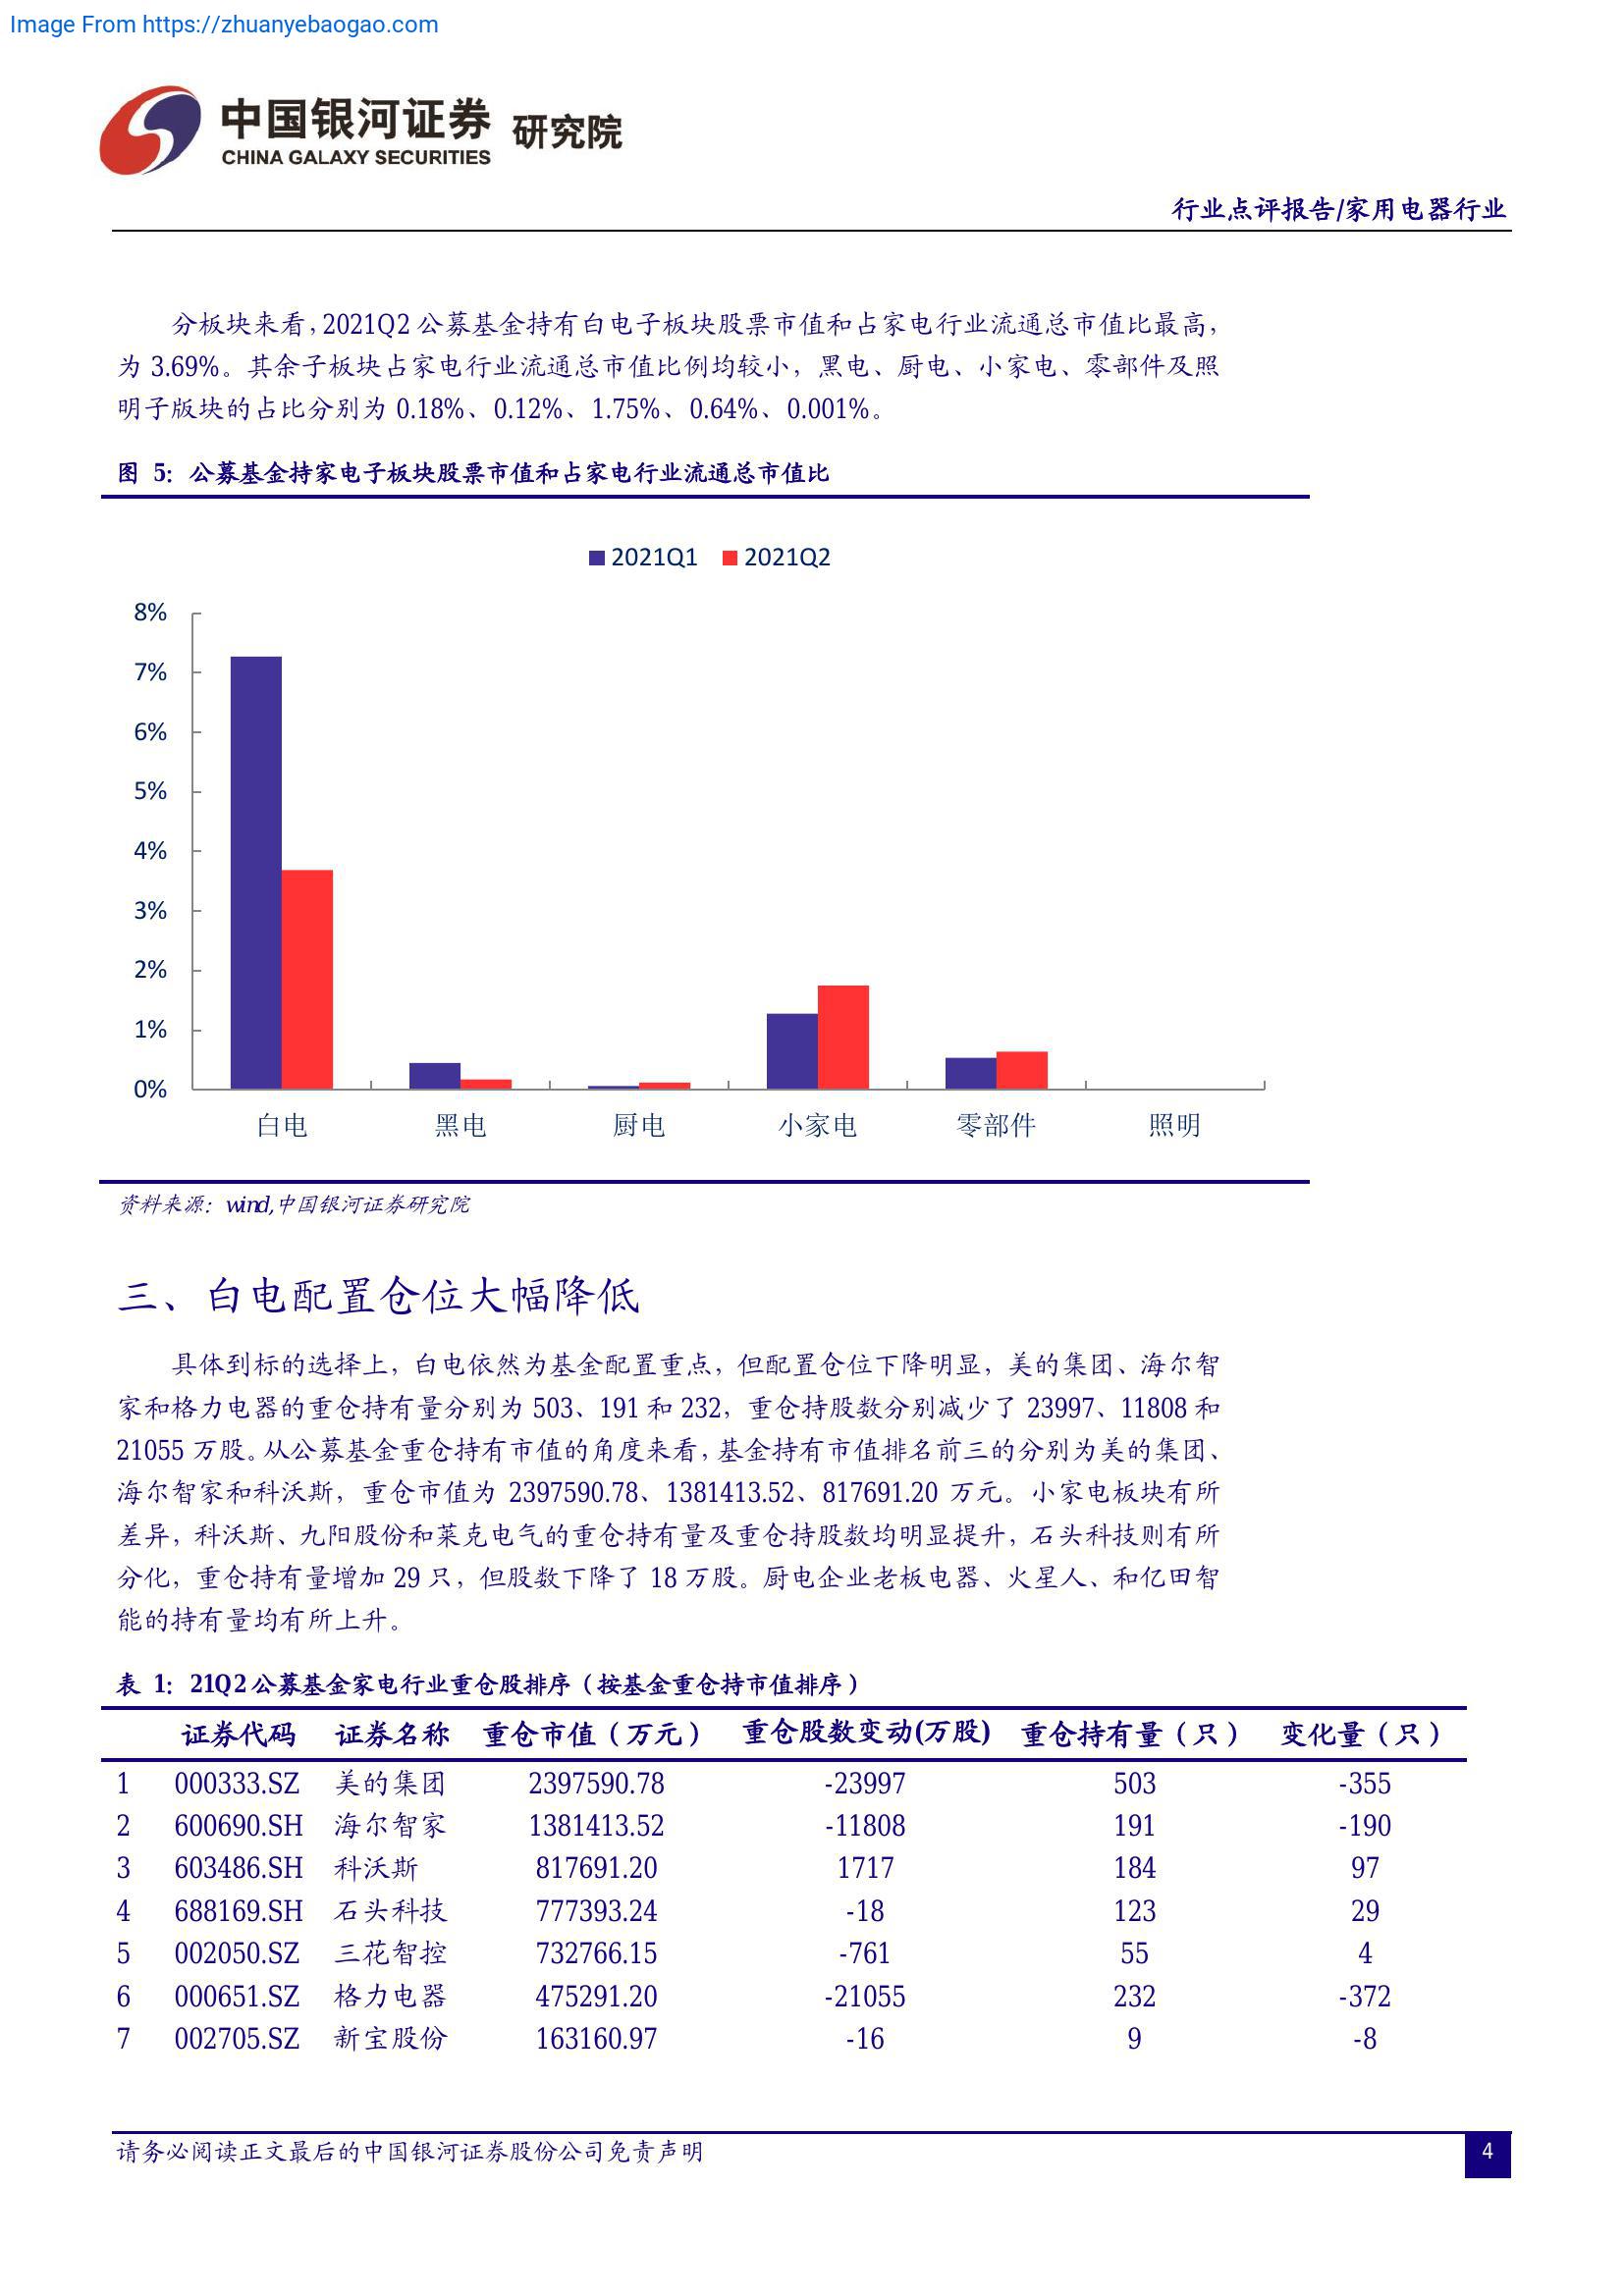 Image From https://zhuanyebaogao.com
中国银河证券 研究院
CHINA GALAXY SECURITIES
行业点评报告/家用电器行业
分板块来看，2021Q2 公募基金持有白电子板块股票市值和占家电行业流通总市值比最高，
为 3.69%。其余子板块占家电行业流通总市值比例均较小，黑电、厨电、小家电、零部件及照
明子版块的占比分别为 0.18%、0.12%、1.75%、0.64%、0.001%。
图 5：公募基金持家电子板块股票市值和占家电行业流通总市值比
2021Q1 2021Q2
8%
7%
6%
5%
4%
3%
2%
1%
0%
白电 黑电 厨电 小家电 零部件 照明
资料来源：wind,中国银河证券研究院
三、白电配置仓位大幅降低
具体到标的选择上，白电依然为基金配置重点，但配置仓位下降明显，美的集团、海尔智
家和格力电器的重仓持有量分别为 503、191 和 232，重仓持股数分别减少了 23997、11808 和
21055 万股。从公募基金重仓持有市值的角度来看，基金持有市值排名前三的分别为美的集团、
海尔智家和科沃斯，重仓市值为 2397590.78、1381413.52、817691.20 万元。小家电板块有所
差异，科沃斯、九阳股份和莱克电气的重仓持有量及重仓持股数均明显提升，石头科技则有所
分化，重仓持有量增加 29 只，但股数下降了 18 万股。厨电企业老板电器、火星人、和亿田智
能的持有量均有所上升。
表 1：21Q2 公募基金家电行业重仓股排序（按基金重仓持市值排序）
证券代码 证券名称 重仓市值（万元） 重仓股数变动(万股) 重仓持有量（只） 变化量（只）
1 000333.SZ 美的集团 2397590.78 -23997 503 -355
2 600690.SH 海尔智家 1381413.52 -11808 191 -190
3 603486.SH 科沃斯 817691.20 1717 184 97
4 688169.SH 石头科技 777393.24 -18 123 29
5 002050.SZ 三花智控 732766.15 -761 55 4
6 000651.SZ 格力电器 475291.20 -21055 232 -372
7 002705.SZ 新宝股份 163160.97 -16 9 -8
请务必阅读正文最后的中国银河证券股份公司免责声明
4